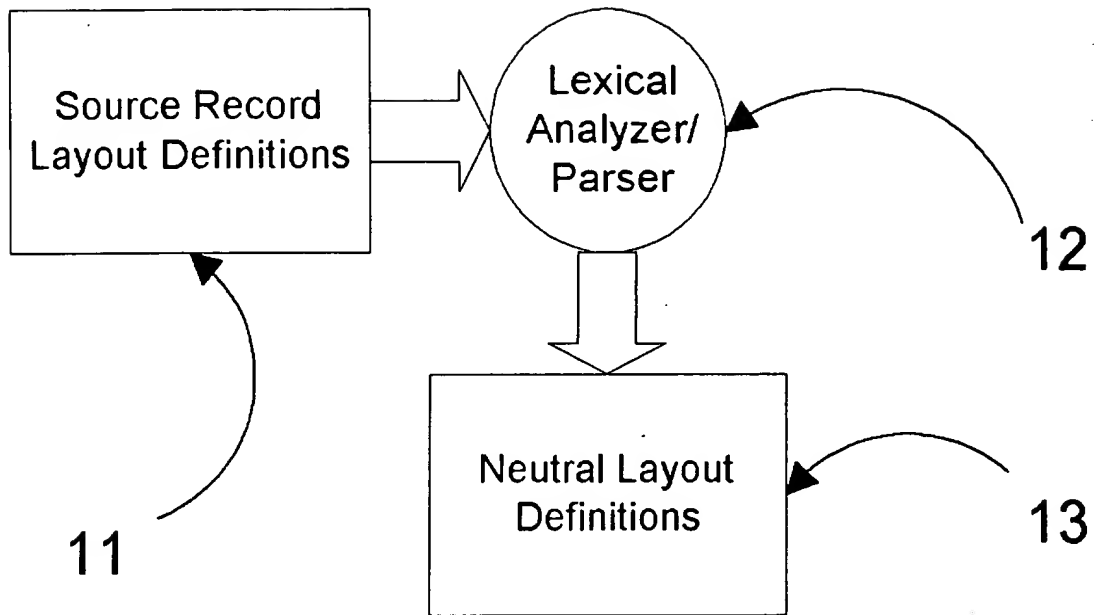 Source Record
Layout Definitions
Lexical
Analyzer/
Parser
12
Neutral Layout
Definitions
11
13